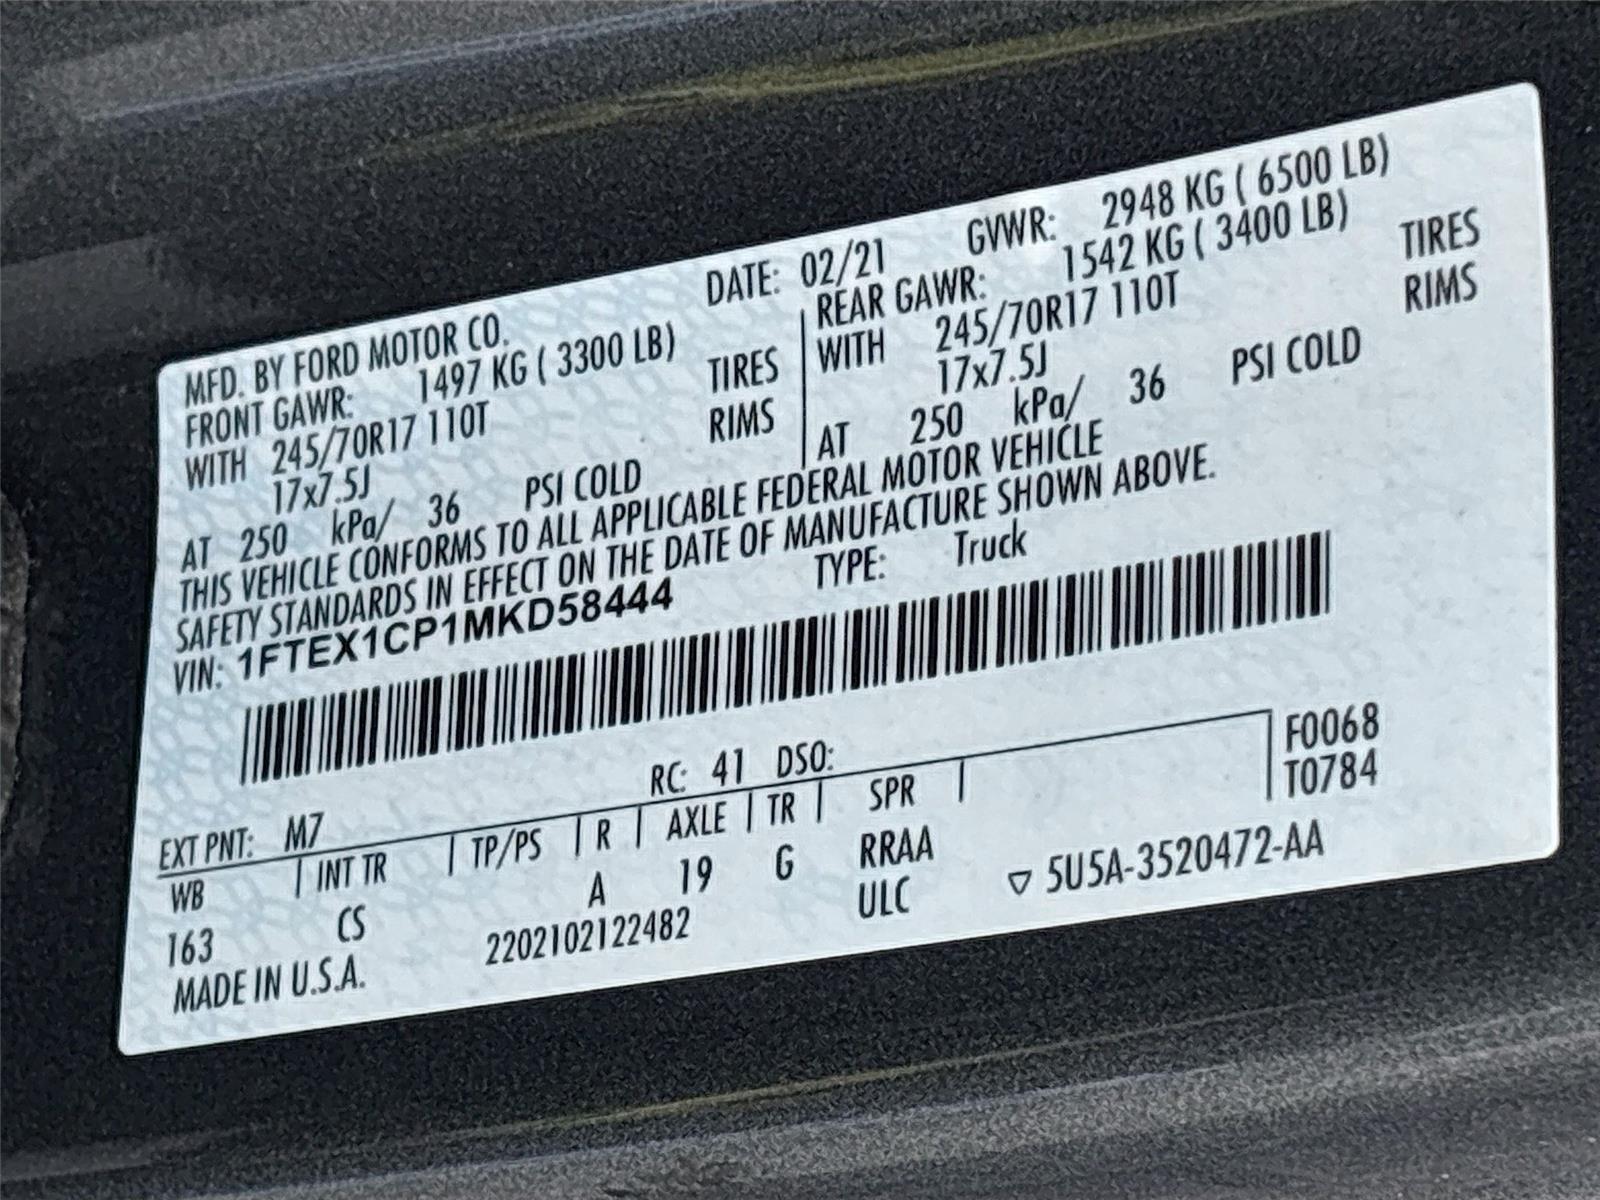 MFD. BY FORD MOTOR CO.
DATE: 02/21 GVWR: 2948 KG ( 6500 LB)
FRONT GAWR: 1497 KG ( 3300 LB)
WITH 245/70R17 110T TIRES
17x7.5J RIMS
AT 250 kPa/ 36 PSI COLD
REAR GAWR: 1542 KG ( 3400 LB)
WITH 245/70R17 110T TIRES
17x7.5J RIMS
AT 250 kPa/ 36 PSI COLD
THIS VEHICLE CONFORMS TO ALL APPLICABLE FEDERAL MOTOR VEHICLE
SAFETY STANDARDS IN EFFECT ON THE DATE OF MANUFACTURE SHOWN ABOVE.
VIN: 1FTEX1CP1MKD58444 TYPE: Truck
F0068
T0784
EXT PNT: M7 RC: 41 DSO:
WB | INT TR | TP/PS | R | AXLE | TR | SPR |
163 CS A 19 G RRAA
ULC
MADE IN U.S.A. 2202102122482
▽ 5U5A-3520472-AA